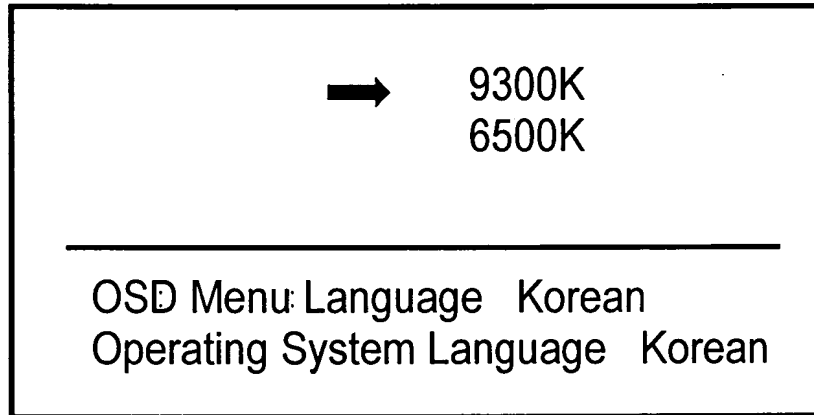 9300K
6500K
OSD Menu Language Korean
Operating System Language Korean